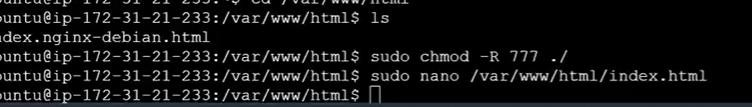 untu@ip-172-31-21-233:~$ cd /var/www/html
ountu@ip-172-31-21-233:/var/www/html$ ls
ndex.nginx-debian.html
ountu@ip-172-31-21-233:/var/www/html$ sudo chmod -R 777 ./
ountu@ip-172-31-21-233:/var/www/html$ sudo nano /var/www/html/index.html
ountu@ip-172-31-21-233:/var/www/html$